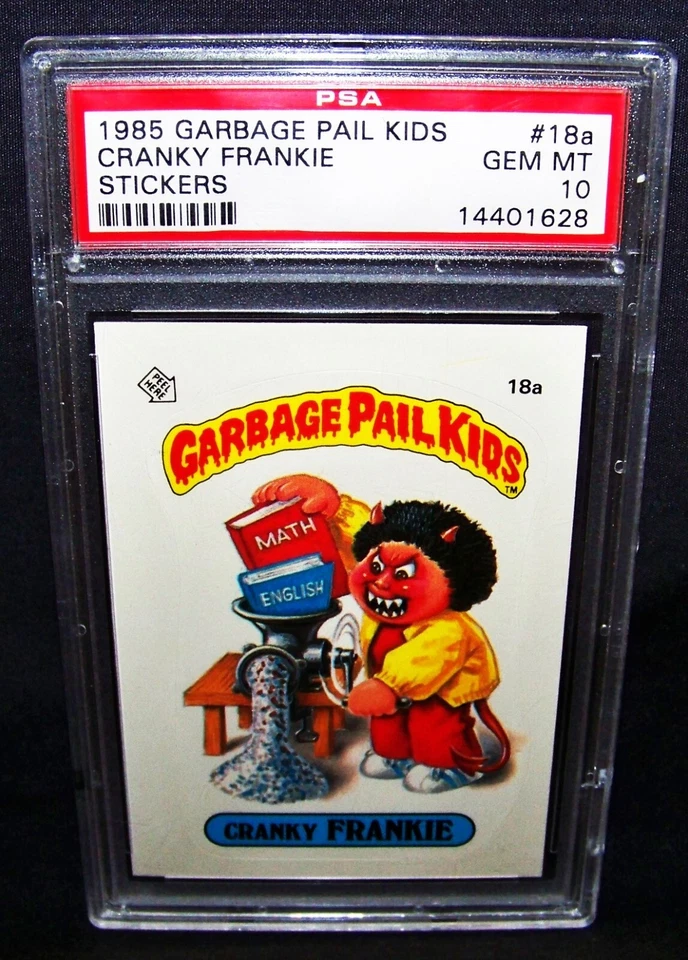 PSA
1985 GARBAGE PAIL KIDS #18a
CRANKY FRANKIE GEM MT
STICKERS 10
14401628
PEEL HERE
18a
GARBAGE PAIL KIDS
TM
MATH
ENGLISH
CRANKY FRANKIE